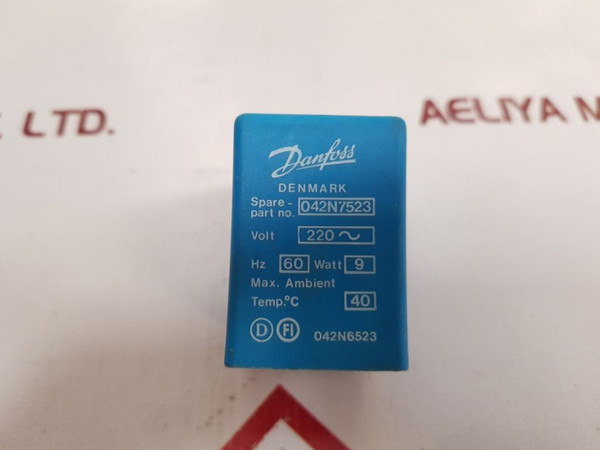 LTD.
AELIYA M
Danfoss
DENMARK
Spare-
part no. 042N7523
Volt 220 ~
Hz 60 Watt 9
Max. Ambient
Temp. °C 40
D FI 042N6523